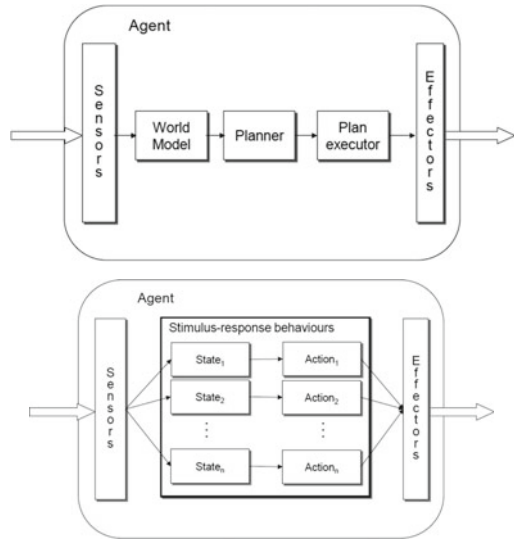 Agent
Sensors
World
Model
Planner
Plan
executor
Effectors
Agent
Stimulus-response behaviours
Sensors
State₁
Action₁
State₂
Action₂
⋮
⋮
Stateₙ
Actionₙ
Effectors